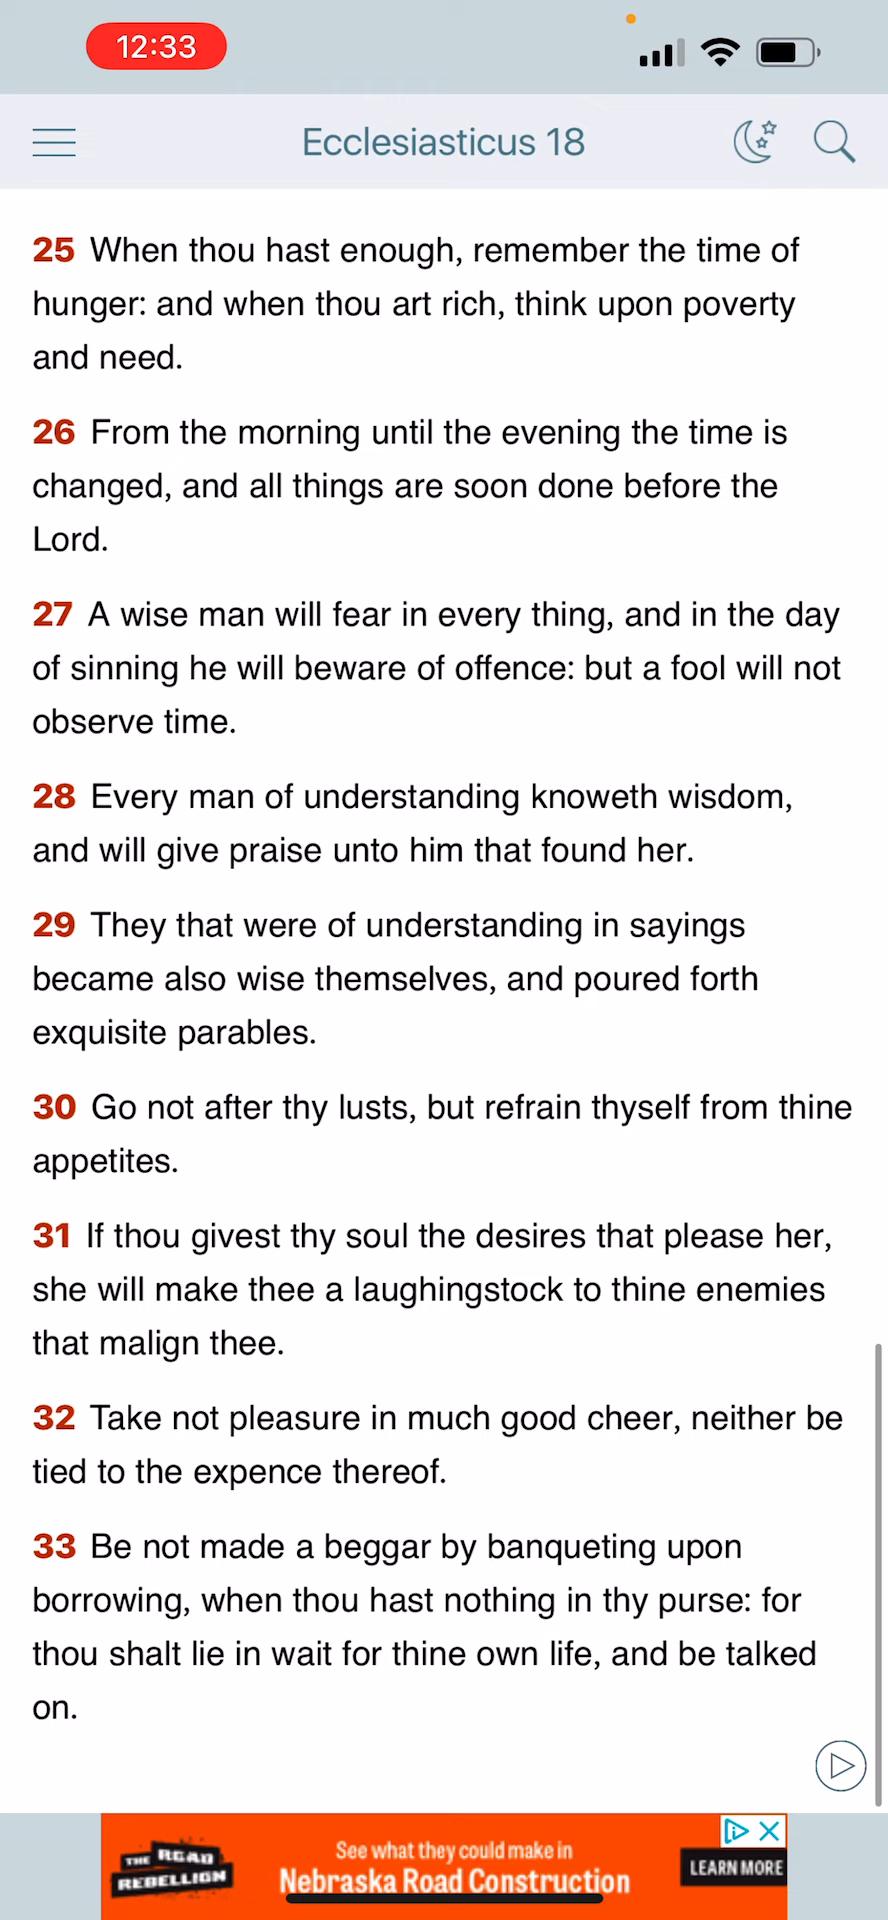 12:33
Ecclesiasticus 18
25 When thou hast enough, remember the time of
hunger: and when thou art rich, think upon poverty
and need.
26 From the morning until the evening the time is
changed, and all things are soon done before the
Lord.
27 A wise man will fear in every thing, and in the day
of sinning he will beware of offence: but a fool will not
observe time.
28 Every man of understanding knoweth wisdom,
and will give praise unto him that found her.
29 They that were of understanding in sayings
became also wise themselves, and poured forth
exquisite parables.
30 Go not after thy lusts, but refrain thyself from thine
appetites.
31 If thou givest thy soul the desires that please her,
she will make thee a laughingstock to thine enemies
that malign thee.
32 Take not pleasure in much good cheer, neither be
tied to the expence thereof.
33 Be not made a beggar by banqueting upon
borrowing, when thou hast nothing in thy purse: for
thou shalt lie in wait for thine own life, and be talked
on.
THE ROAD
REBELLION
See what they could make in
Nebraska Road Construction
LEARN MORE